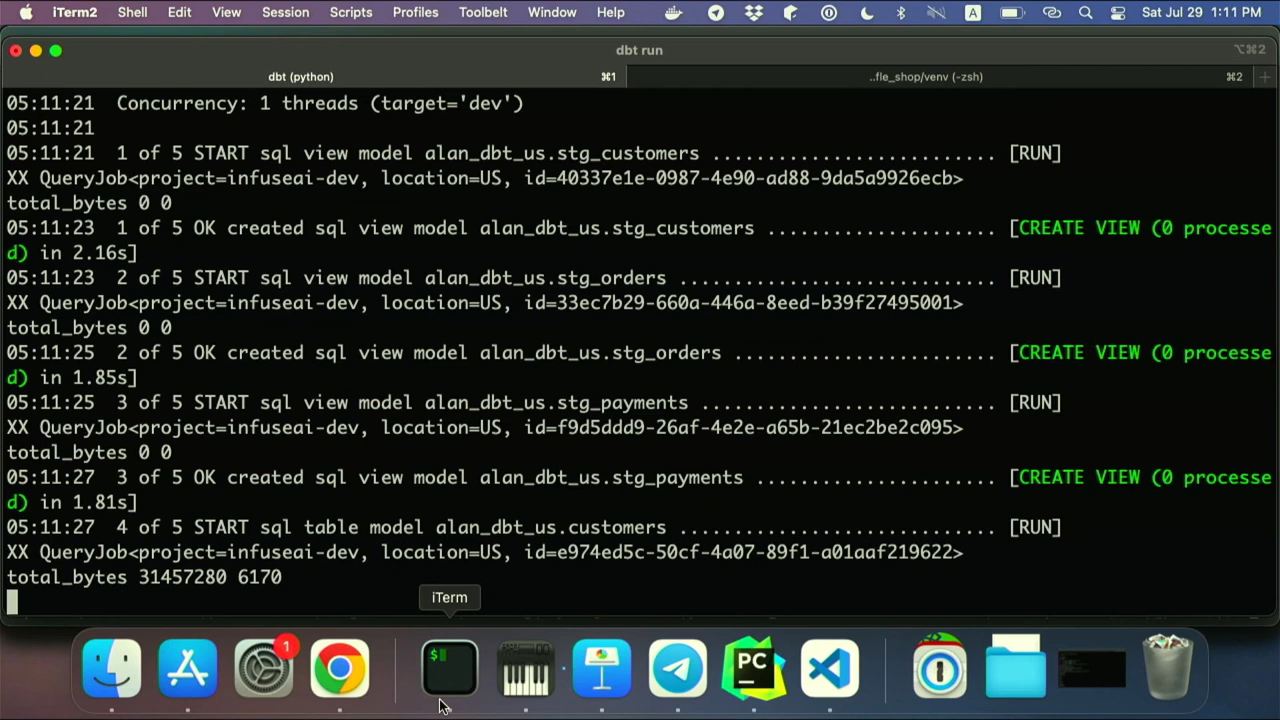 iTerm2 Shell Edit View Session Scripts Profiles Toolbelt Window Help A Sat Jul 29 1:11 PM
dbt run ⌥⌘2
dbt (python) ⌘1 ..fle_shop/venv (-zsh) ⌘2 +
05:11:21  Concurrency: 1 threads (target='dev')
05:11:21
05:11:21  1 of 5 START sql view model alan_dbt_us.stg_customers .......................... [RUN]
XX QueryJob<project=infuseai-dev, location=US, id=40337e1e-0987-4e90-ad88-9da5a9926ecb>
total_bytes 0 0
05:11:23  1 of 5 OK created sql view model alan_dbt_us.stg_customers ..................... [CREATE VIEW (0 processe
d) in 2.16s]
05:11:23  2 of 5 START sql view model alan_dbt_us.stg_orders ............................. [RUN]
XX QueryJob<project=infuseai-dev, location=US, id=33ec7b29-660a-446a-8eed-b39f27495001>
total_bytes 0 0
05:11:25  2 of 5 OK created sql view model alan_dbt_us.stg_orders ........................ [CREATE VIEW (0 processe
d) in 1.85s]
05:11:25  3 of 5 START sql view model alan_dbt_us.stg_payments ........................... [RUN]
XX QueryJob<project=infuseai-dev, location=US, id=f9d5ddd9-26af-4e2e-a65b-21ec2be2c095>
total_bytes 0 0
05:11:27  3 of 5 OK created sql view model alan_dbt_us.stg_payments ...................... [CREATE VIEW (0 processe
d) in 1.81s]
05:11:27  4 of 5 START sql table model alan_dbt_us.customers ............................. [RUN]
XX QueryJob<project=infuseai-dev, location=US, id=e974ed5c-50cf-4a07-89f1-a01aaf219622>
total_bytes 31457280 6170
iTerm
1
$
PC